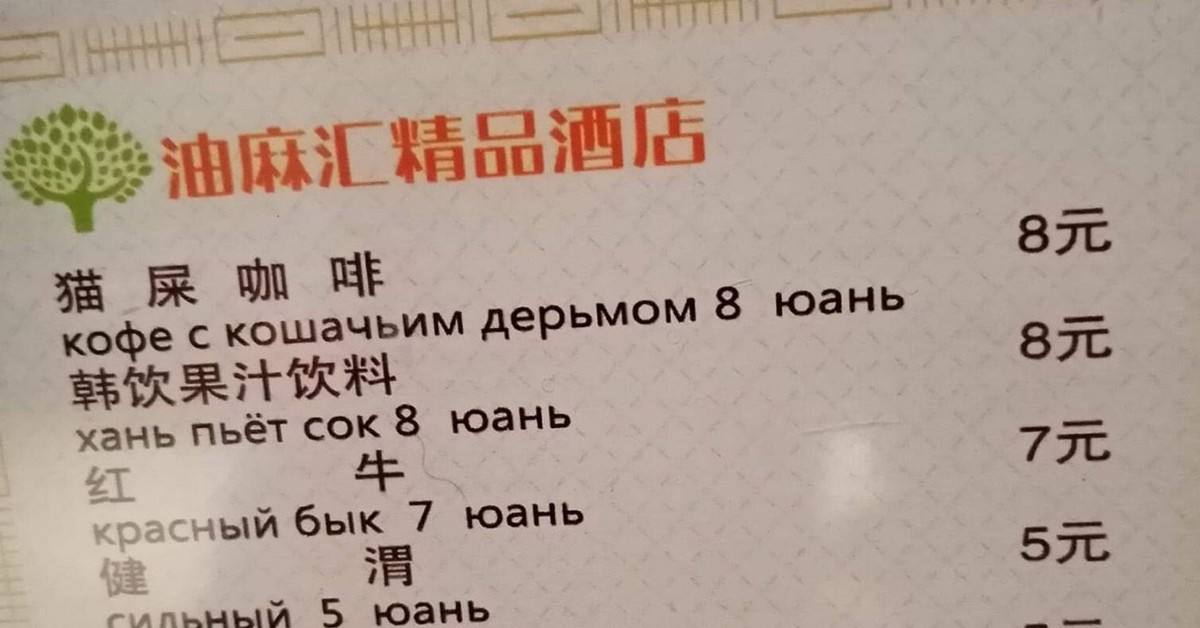 油麻汇精品酒店
猫屎咖啡 8元
кофе с кошачьим дерьмом 8 юань
韩饮果汁饮料 8元
хань пьёт сок 8 юань
红牛 7元
красный бык 7 юань
健渭 5元
сильный 5 юань